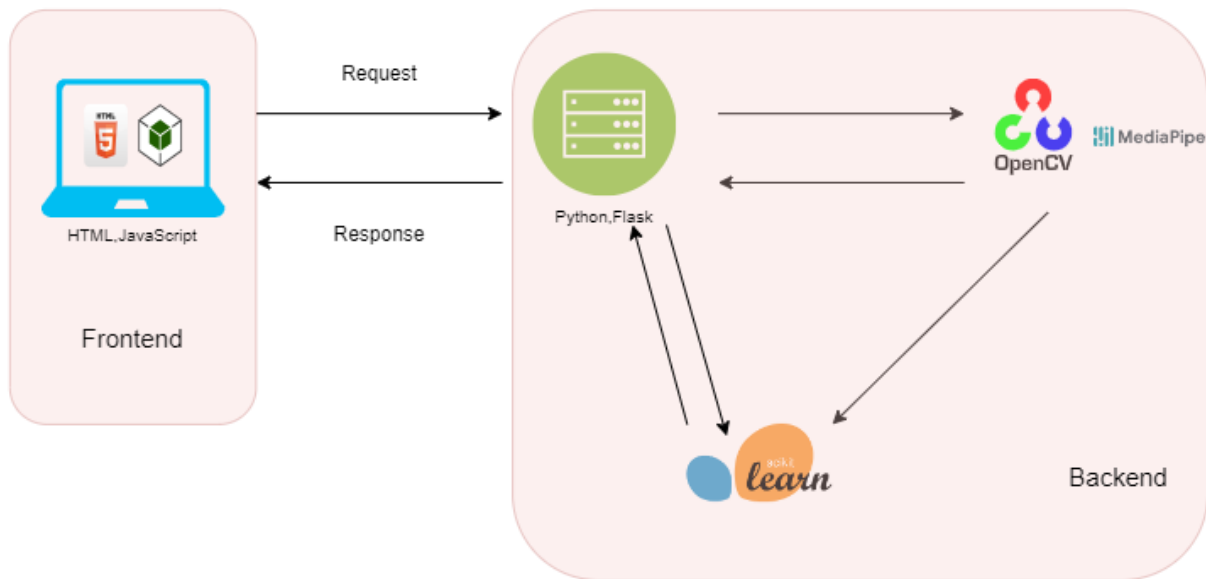 Request
HTML
5
OpenCV
MediaPipe
Python,Flask
HTML,JavaScript
Response
Frontend
scikit
learn
Backend